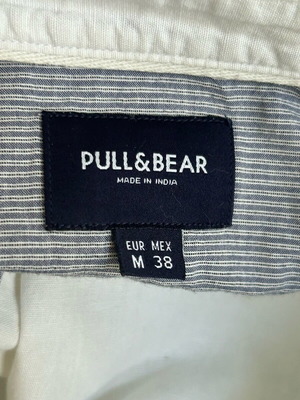 PULL&BEAR
MADE IN INDIA
EUR MEX
M 38